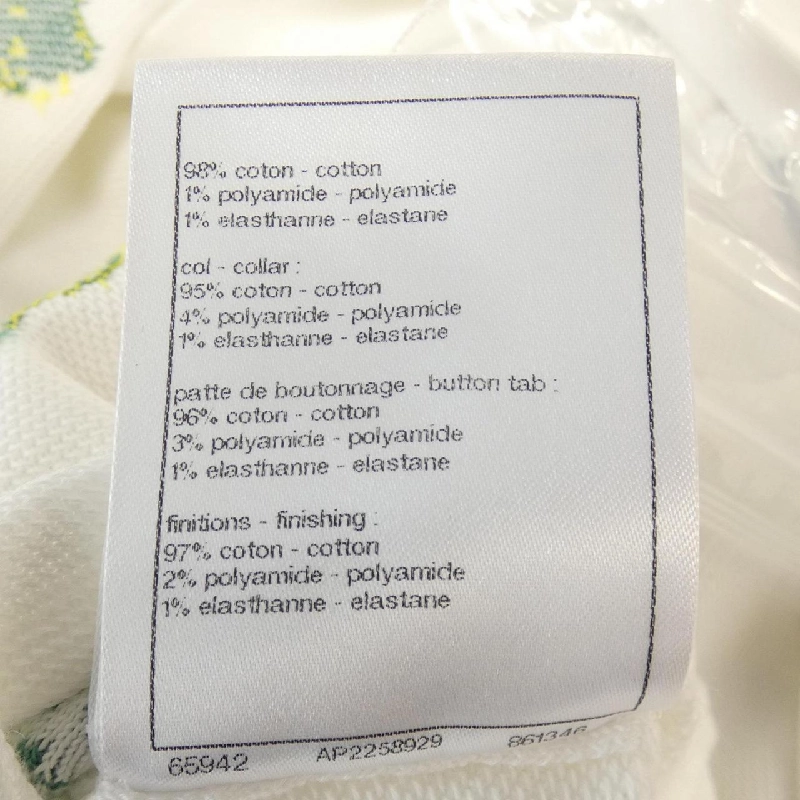 98% coton - cotton
1% polyamide - polyamide
1% elasthanne - elastane
col - collar :
95% coton - cotton
4% polyamide - polyamide
1% elasthanne - elastane
patte de boutonnage - button tab :
96% coton - cotton
3% polyamide - polyamide
1% elasthanne - elastane
finitions - finishing :
97% coton - cotton
2% polyamide - polyamide
1% elasthanne - elastane
65942 AP2258929 861346